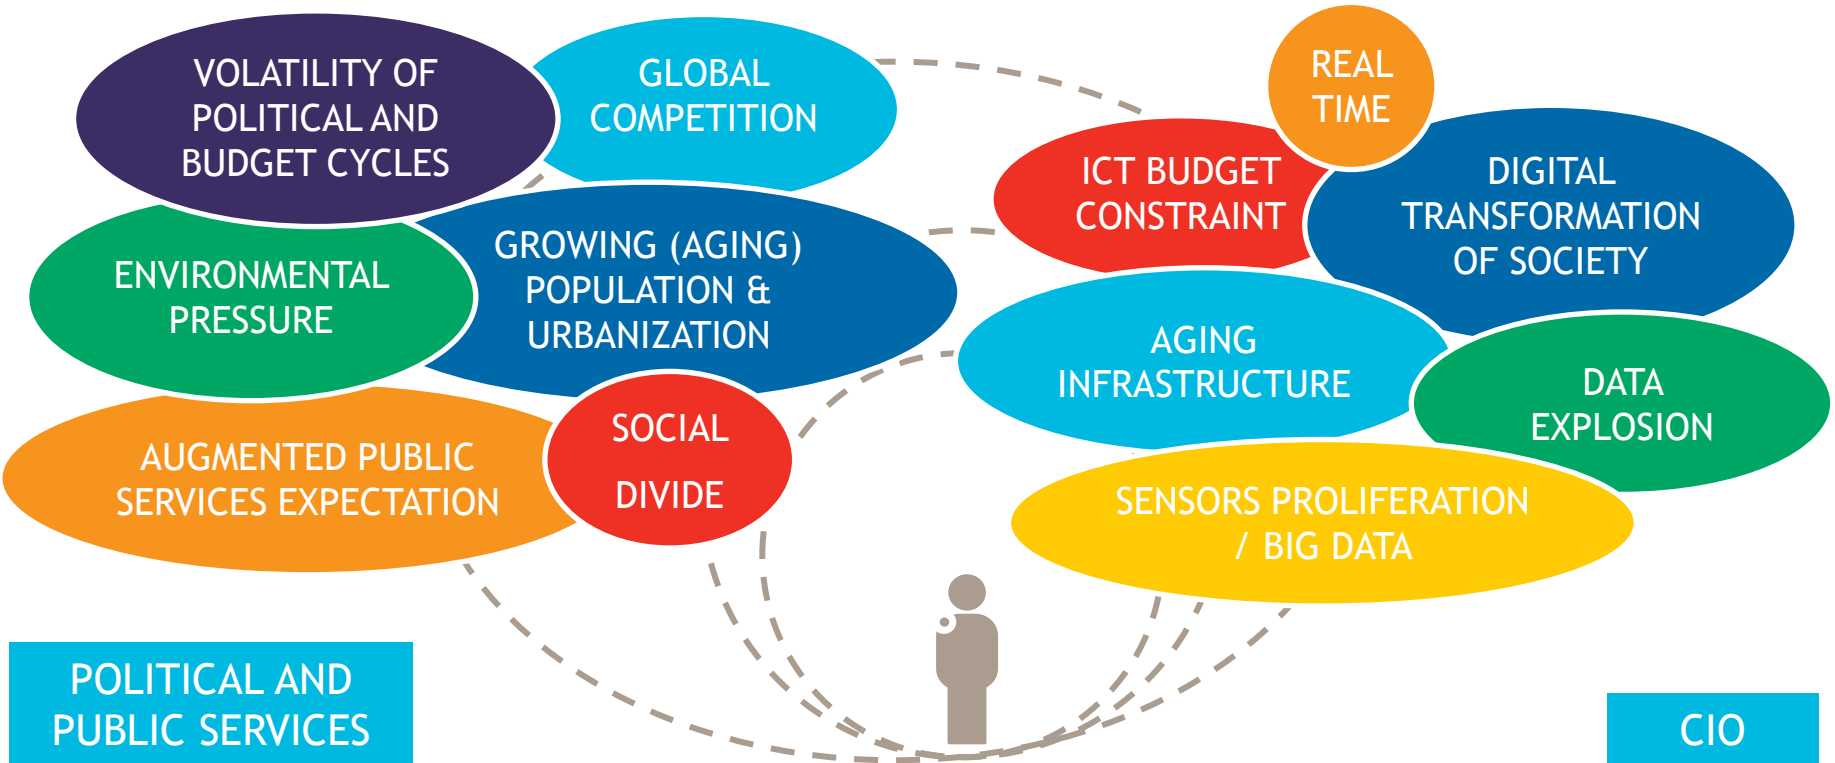 VOLATILITY OF
POLITICAL AND
BUDGET CYCLES
GLOBAL
COMPETITION
ENVIRONMENTAL
PRESSURE
GROWING (AGING)
POPULATION &
URBANIZATION
AUGMENTED PUBLIC
SERVICES EXPECTATION
SOCIAL
DIVIDE
POLITICAL AND
PUBLIC SERVICES
REAL
TIME
ICT BUDGET
CONSTRAINT
DIGITAL
TRANSFORMATION
OF SOCIETY
AGING
INFRASTRUCTURE
DATA
EXPLOSION
SENSORS PROLIFERATION
/ BIG DATA
CIO